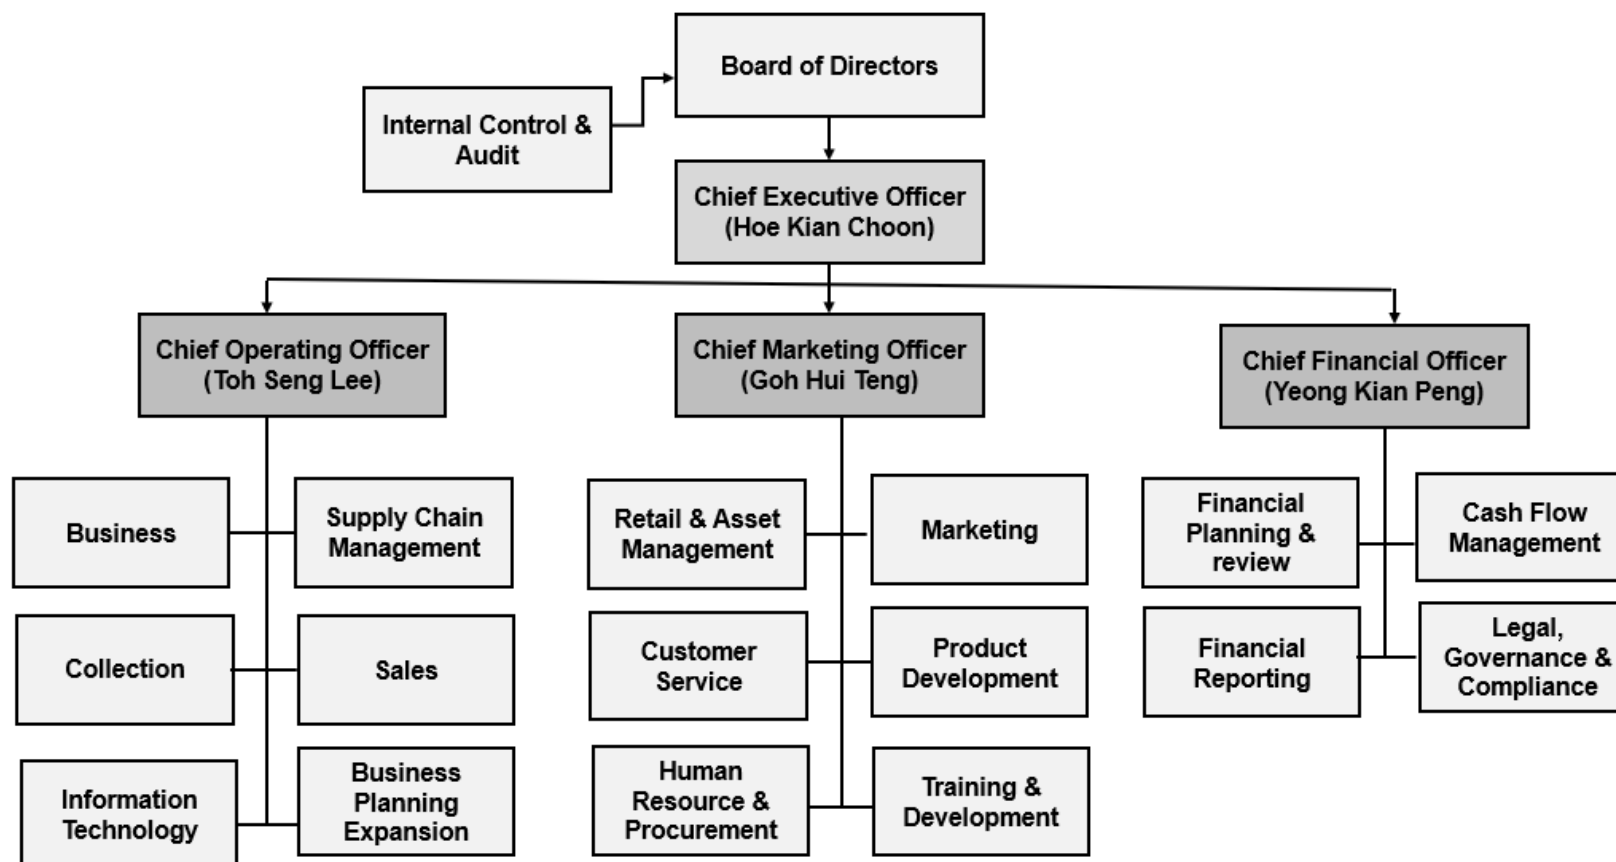 Board of Directors
Internal Control &
Audit
Chief Executive Officer
(Hoe Kian Choon)
Chief Operating Officer
(Toh Seng Lee)
Chief Marketing Officer
(Goh Hui Teng)
Chief Financial Officer
(Yeong Kian Peng)
Business
Supply Chain
Management
Retail & Asset
Management
Marketing
Financial
Planning &
review
Cash Flow
Management
Collection
Sales
Customer
Service
Product
Development
Financial
Reporting
Legal,
Governance &
Compliance
Information
Technology
Business
Planning
Expansion
Human
Resource &
Procurement
Training &
Development